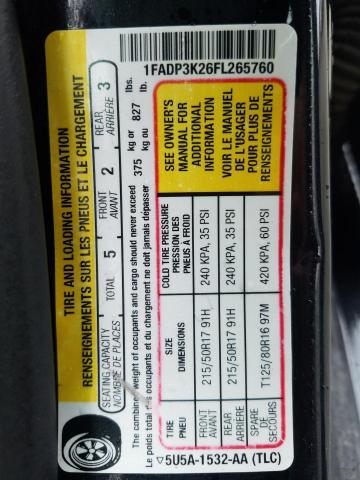 1FADP3K26FL265760
TIRE AND LOADING INFORMATION
RENSEIGNEMENTS SUR LES PNEUS ET LE CHARGEMENT
SEATING CAPACITY
NOMBRE DE PLACES
TOTAL 5
FRONT
AVANT
2
REAR
ARRIÈRE
3
The combined weight of occupants and cargo should never exceed 375 kg or 827 lbs.
Le poids total des occupants et du chargement ne doit jamais dépasser 375 kg ou 827 lb.
TIRE
PNEU
SIZE
DIMENSIONS
COLD TIRE PRESSURE
PRESSION DES
PNEUS À FROID
SEE OWNER'S
MANUAL FOR
ADDITIONAL
INFORMATION
VOIR LE MANUEL
DE L'USAGER
POUR PLUS DE
RENSEIGNEMENTS
FRONT
AVANT
215/50R17 91H
240 KPA, 35 PSI
REAR
ARRIÈRE
215/50R17 91H
240 KPA, 35 PSI
SPARE
DE
SECOURS
T125/80R16 97M
420 KPA, 60 PSI
5U5A-1532-AA (TLC)